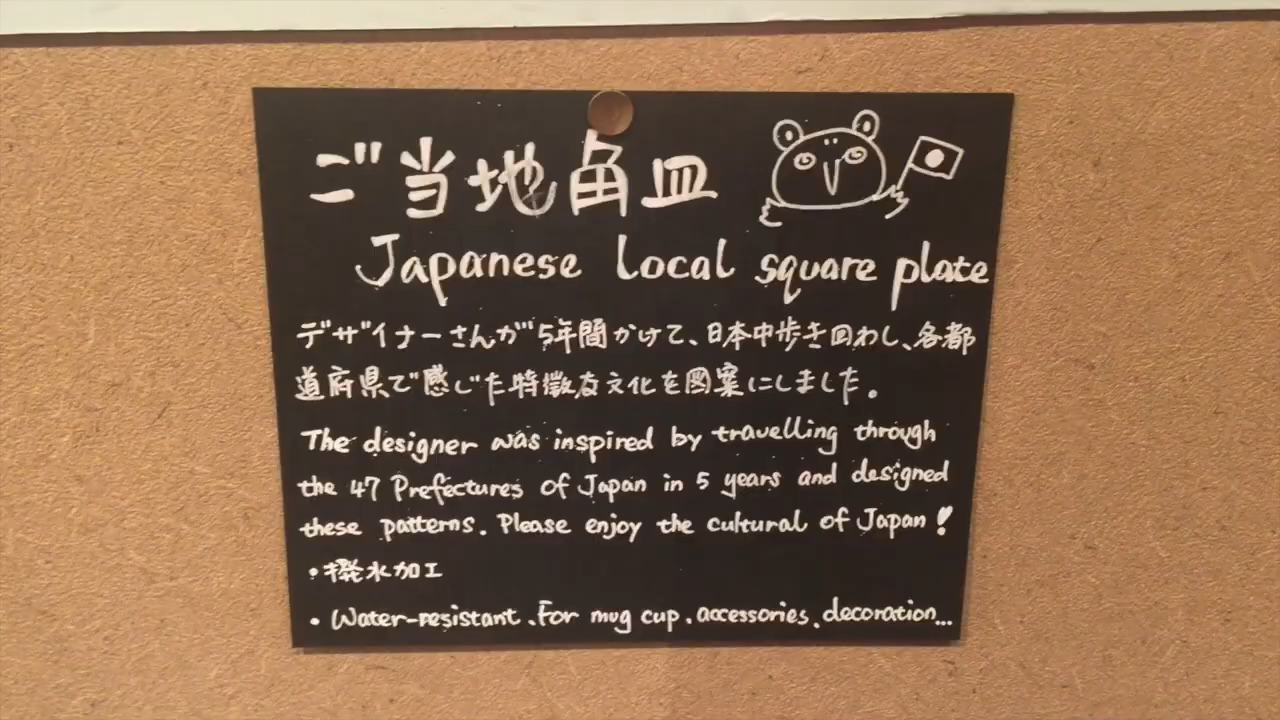 ご当地角皿
Japanese local square plate
デザイナーさんが5年間かけて、日本中歩き回わし、各都
道府県で感じた特徴な文化を図案にしました。
The designer was inspired by travelling through
the 47 Prefectures of Japan in 5 years and designed
these patterns. Please enjoy the cultural of Japan!
・撥水加工
・Water-resistant.For mug cup.accessories.decoration...